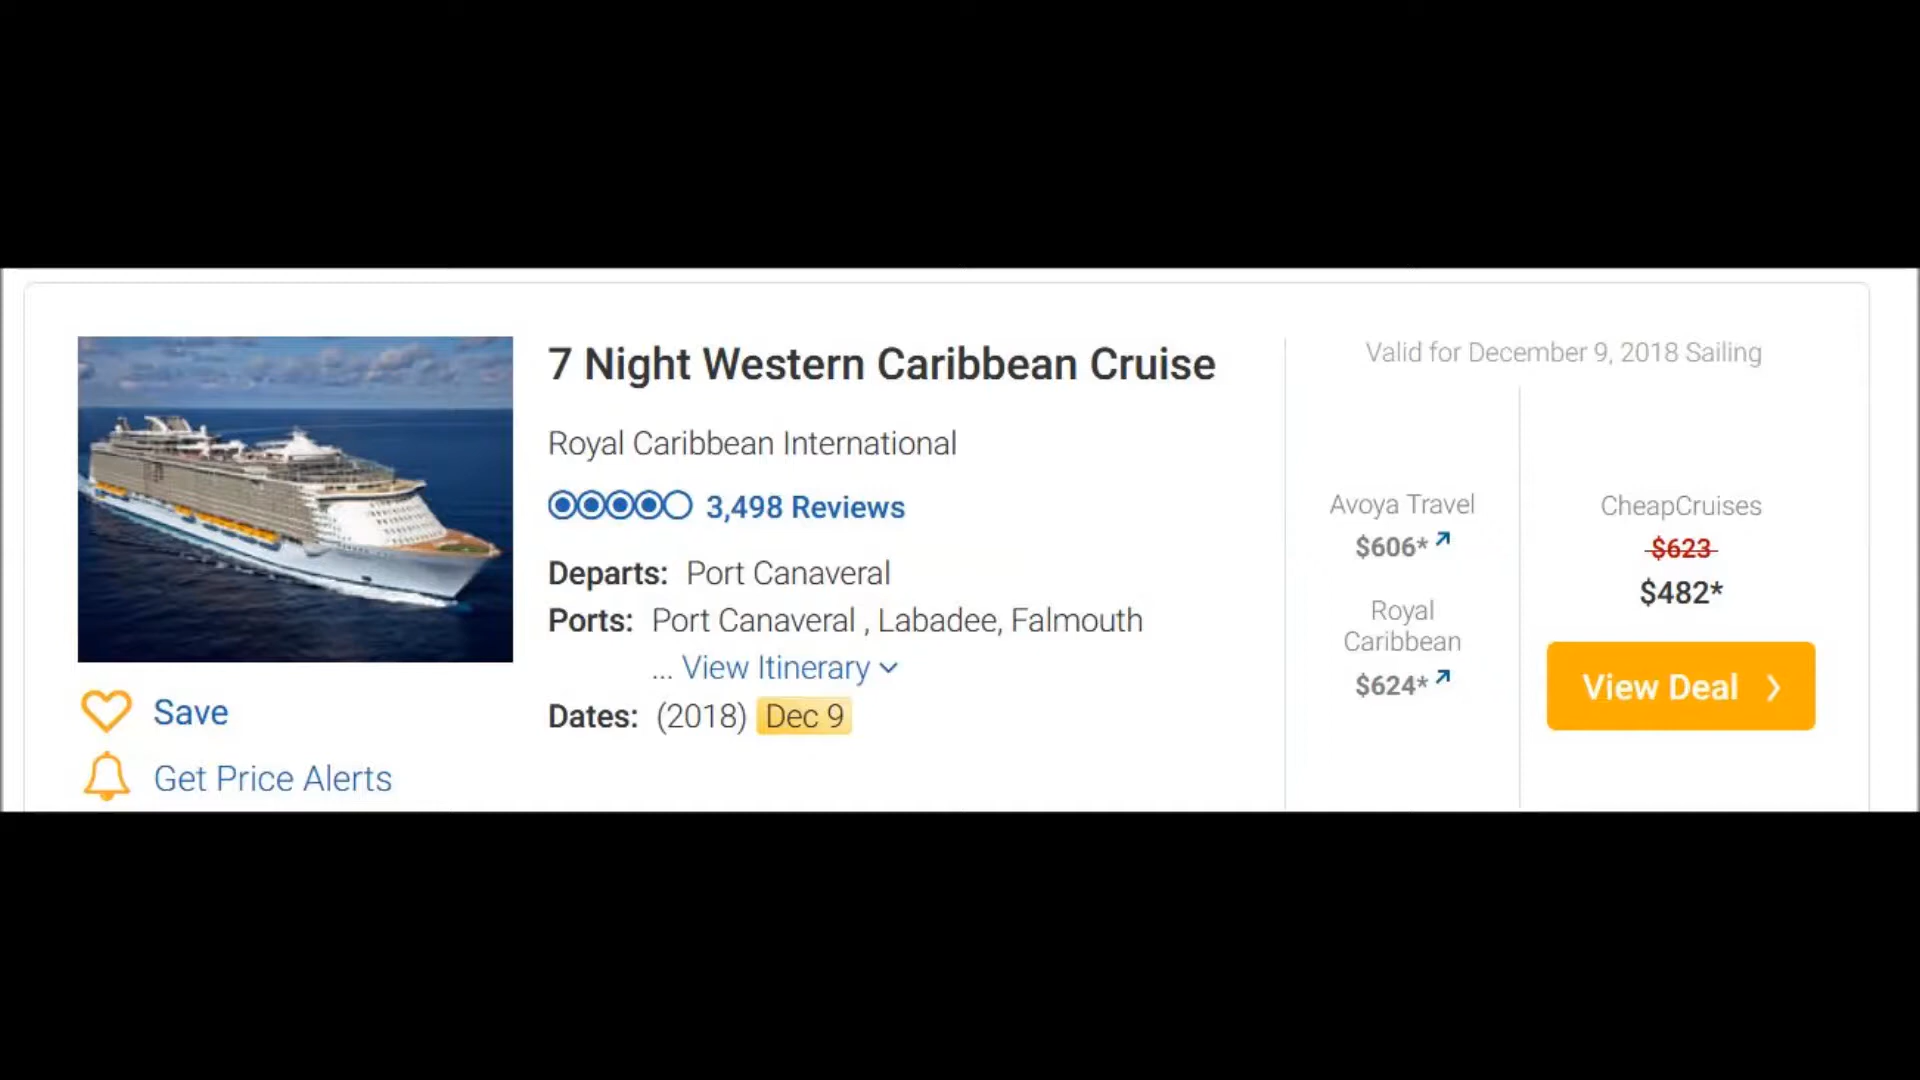 7 Night Western Caribbean Cruise
Royal Caribbean International
3,498 Reviews
Departs: Port Canaveral
Ports: Port Canaveral , Labadee, Falmouth
... View Itinerary
Dates: (2018) Dec 9
Save
Get Price Alerts
Valid for December 9, 2018 Sailing
Avoya Travel
$606*
Royal
Caribbean
$624*
CheapCruises
$623
$482*
View Deal